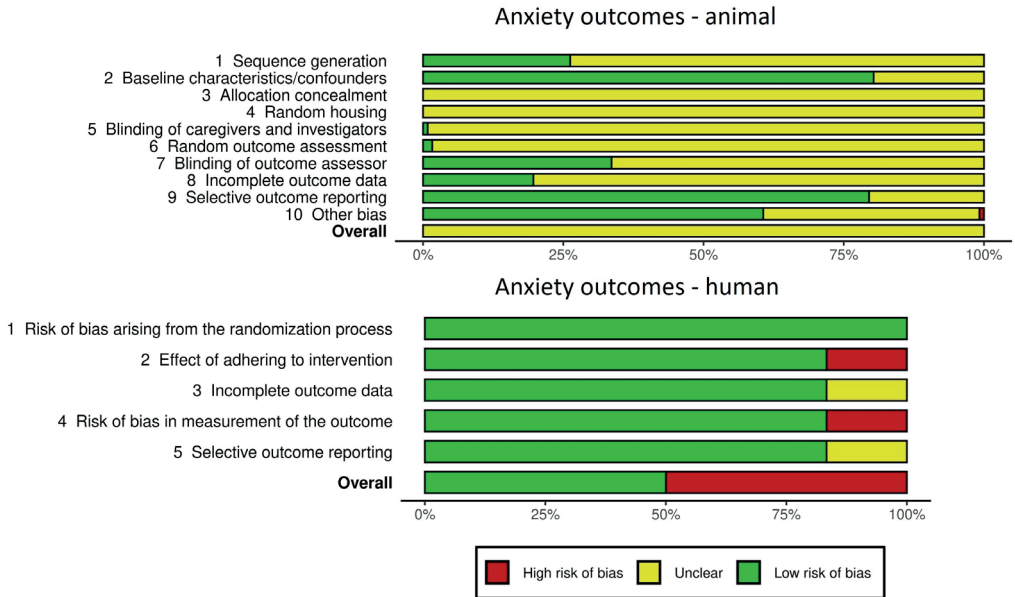 Anxiety outcomes - animal
1 Sequence generation
2 Baseline characteristics/confounders
3 Allocation concealment
4 Random housing
5 Blinding of caregivers and investigators
6 Random outcome assessment
7 Blinding of outcome assessor
8 Incomplete outcome data
9 Selective outcome reporting
10 Other bias
Overall
0% 25% 50% 75% 100%
Anxiety outcomes - human
1 Risk of bias arising from the randomization process
2 Effect of adhering to intervention
3 Incomplete outcome data
4 Risk of bias in measurement of the outcome
5 Selective outcome reporting
Overall
0% 25% 50% 75% 100%
High risk of bias Unclear Low risk of bias